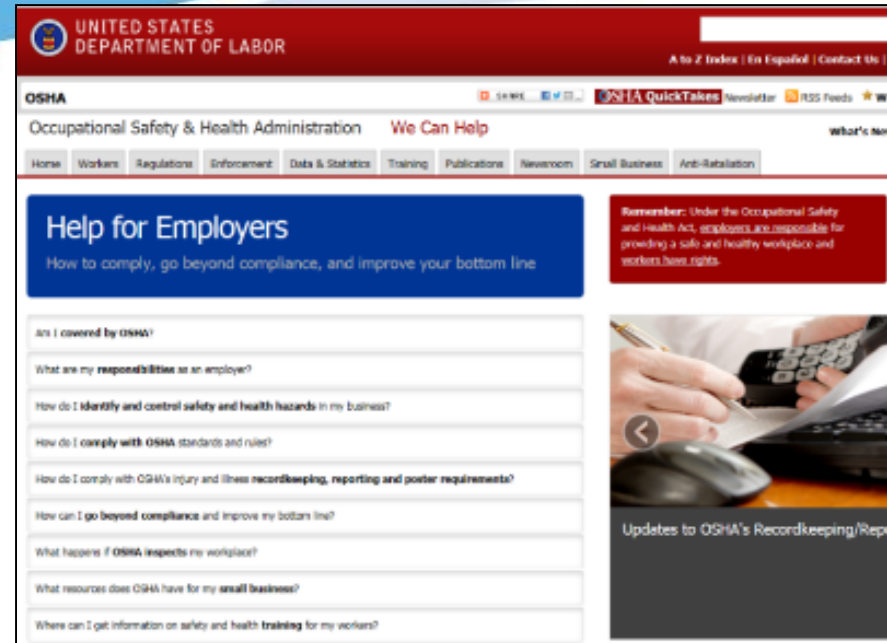 UNITED STATES
DEPARTMENT OF LABOR
A to Z Index | En Español | Contact Us |
OSHA
SHARE
OSHA QuickTakes Newsletter RSS Feeds
Occupational Safety & Health Administration We Can Help
What's New
Home Workers Regulations Enforcement Data & Statistics Training Publications Newsroom Small Business Anti-Retaliation
Help for Employers
How to comply, go beyond compliance, and improve your bottom line
Remember: Under the Occupational Safety
and Health Act, employers are responsible for
providing a safe and healthy workplace and
workers have rights.
Am I covered by OSHA?
What are my responsibilities as an employer?
How do I identify and control safety and health hazards in my business?
How do I comply with OSHA standards and rules?
How do I comply with OSHA's injury and illness recordkeeping, reporting and poster requirements?
How can I go beyond compliance and improve my bottom line?
What happens if OSHA inspects my workplace?
What resources does OSHA have for my small business?
Where can I get information on safety and health training for my workers?
Updates to OSHA's Recordkeeping/Repo